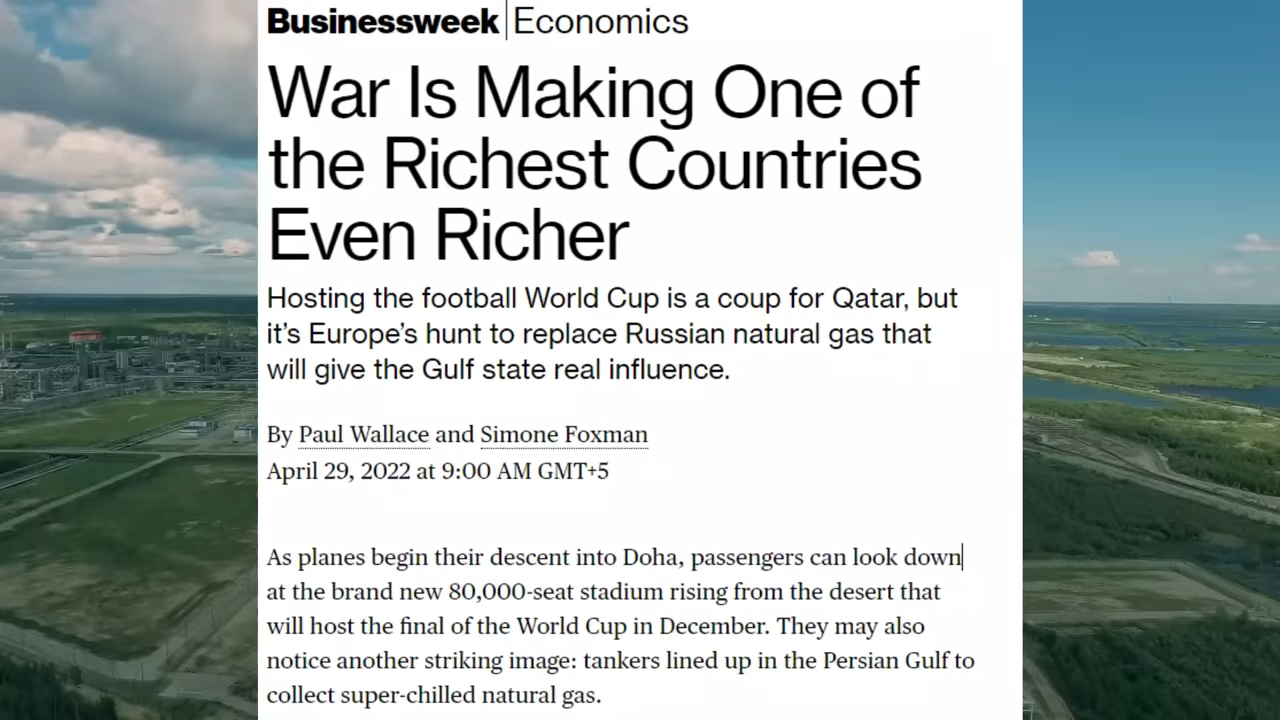 Businessweek | Economics
War Is Making One of
the Richest Countries
Even Richer
Hosting the football World Cup is a coup for Qatar, but
it’s Europe’s hunt to replace Russian natural gas that
will give the Gulf state real influence.
By Paul Wallace and Simone Foxman
April 29, 2022 at 9:00 AM GMT+5
As planes begin their descent into Doha, passengers can look down
at the brand new 80,000-seat stadium rising from the desert that
will host the final of the World Cup in December. They may also
notice another striking image: tankers lined up in the Persian Gulf to
collect super-chilled natural gas.